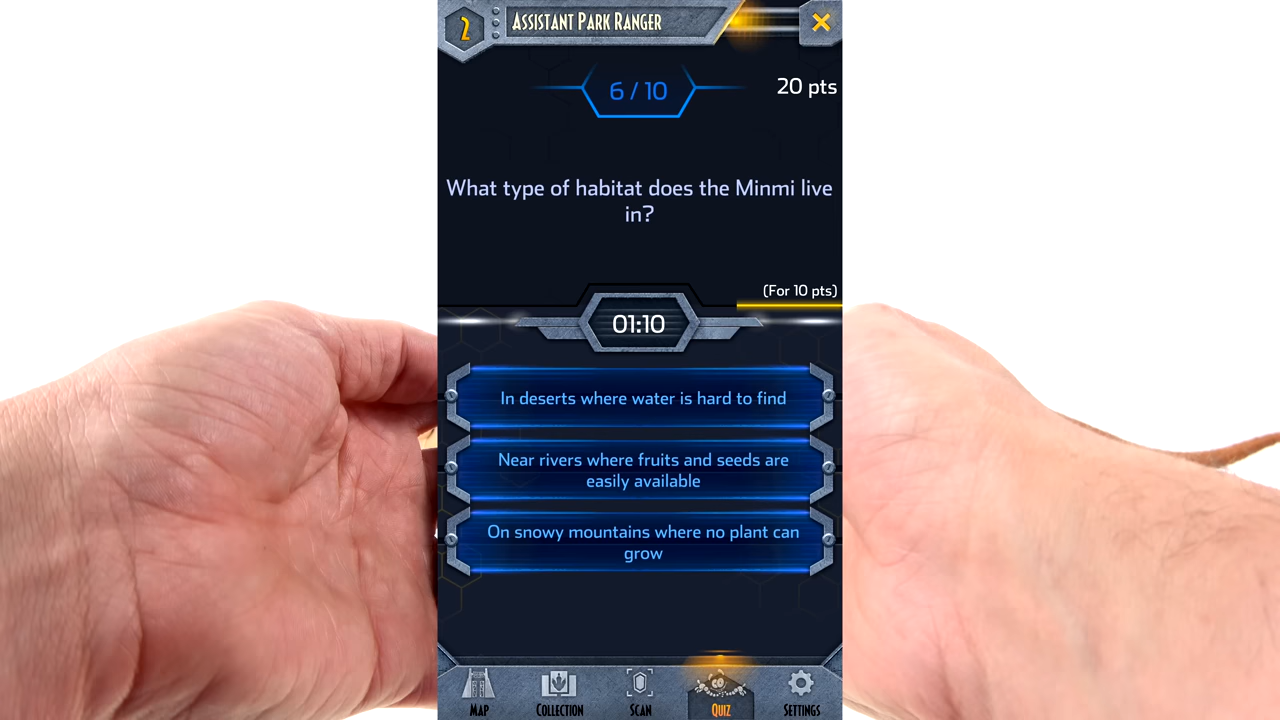 2
ASSISTANT PARK RANGER
6 / 10
20 pts
What type of habitat does the Minmi live
in?
(For 10 pts)
01:10
In deserts where water is hard to find
Near rivers where fruits and seeds are
easily available
On snowy mountains where no plant can
grow
MAP
COLLECTION
SCAN
QUIZ
SETTINGS